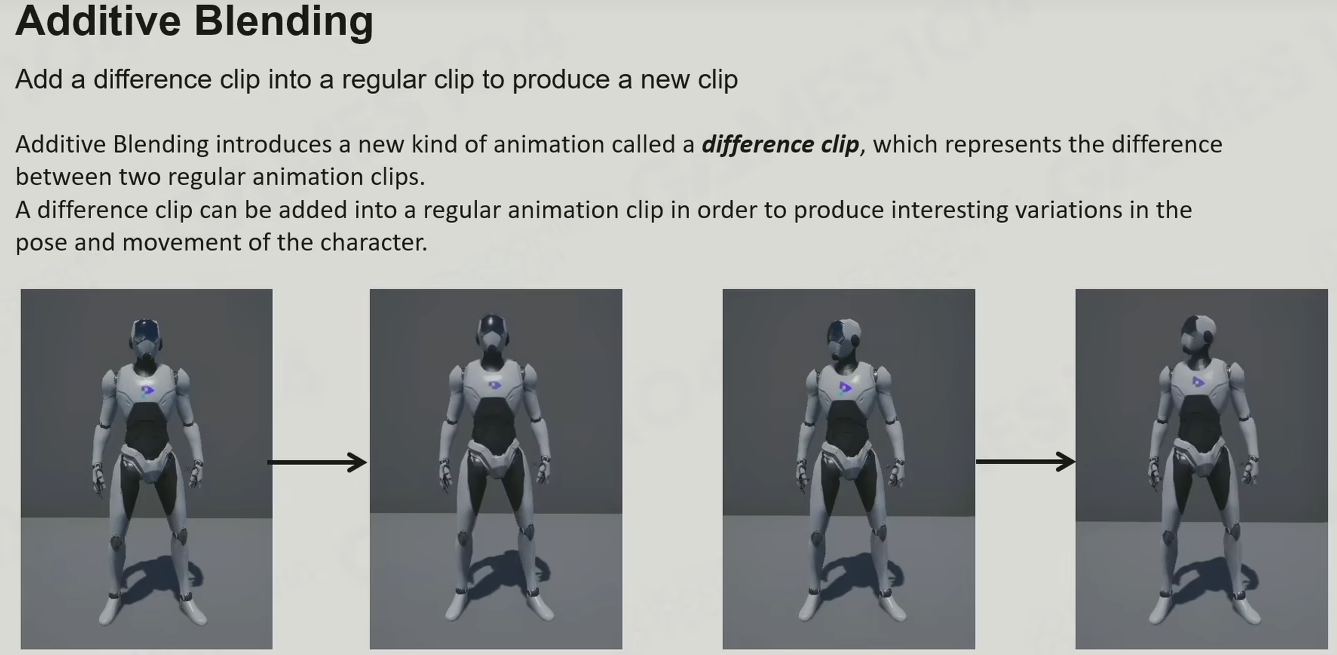 Additive Blending
Add a difference clip into a regular clip to produce a new clip
Additive Blending introduces a new kind of animation called a difference clip, which represents the difference
between two regular animation clips.
A difference clip can be added into a regular animation clip in order to produce interesting variations in the
pose and movement of the character.